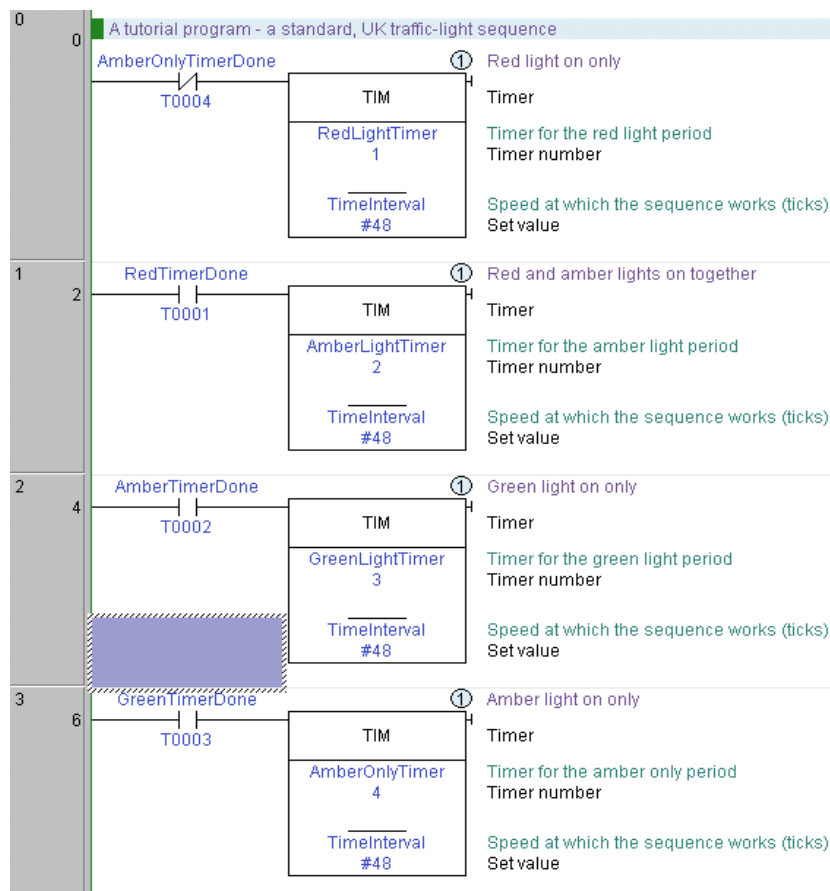 0
0
A tutorial program - a standard, UK traffic-light sequence
AmberOnlyTimerDone
1 Red light on only
T0004
TIM
Timer
RedLightTimer
Timer for the red light period
1
Timer number
TimeInterval
Speed at which the sequence works (ticks)
#48
Set value
1
2
RedTimerDone
1 Red and amber lights on together
T0001
TIM
Timer
AmberLightTimer
Timer for the amber light period
2
Timer number
TimeInterval
Speed at which the sequence works (ticks)
#48
Set value
2
4
AmberTimerDone
1 Green light on only
T0002
TIM
Timer
GreenLightTimer
Timer for the green light period
3
Timer number
TimeInterval
Speed at which the sequence works (ticks)
#48
Set value
3
6
GreenTimerDone
1 Amber light on only
T0003
TIM
Timer
AmberOnlyTimer
Timer for the amber only period
4
Timer number
TimeInterval
Speed at which the sequence works (ticks)
#48
Set value